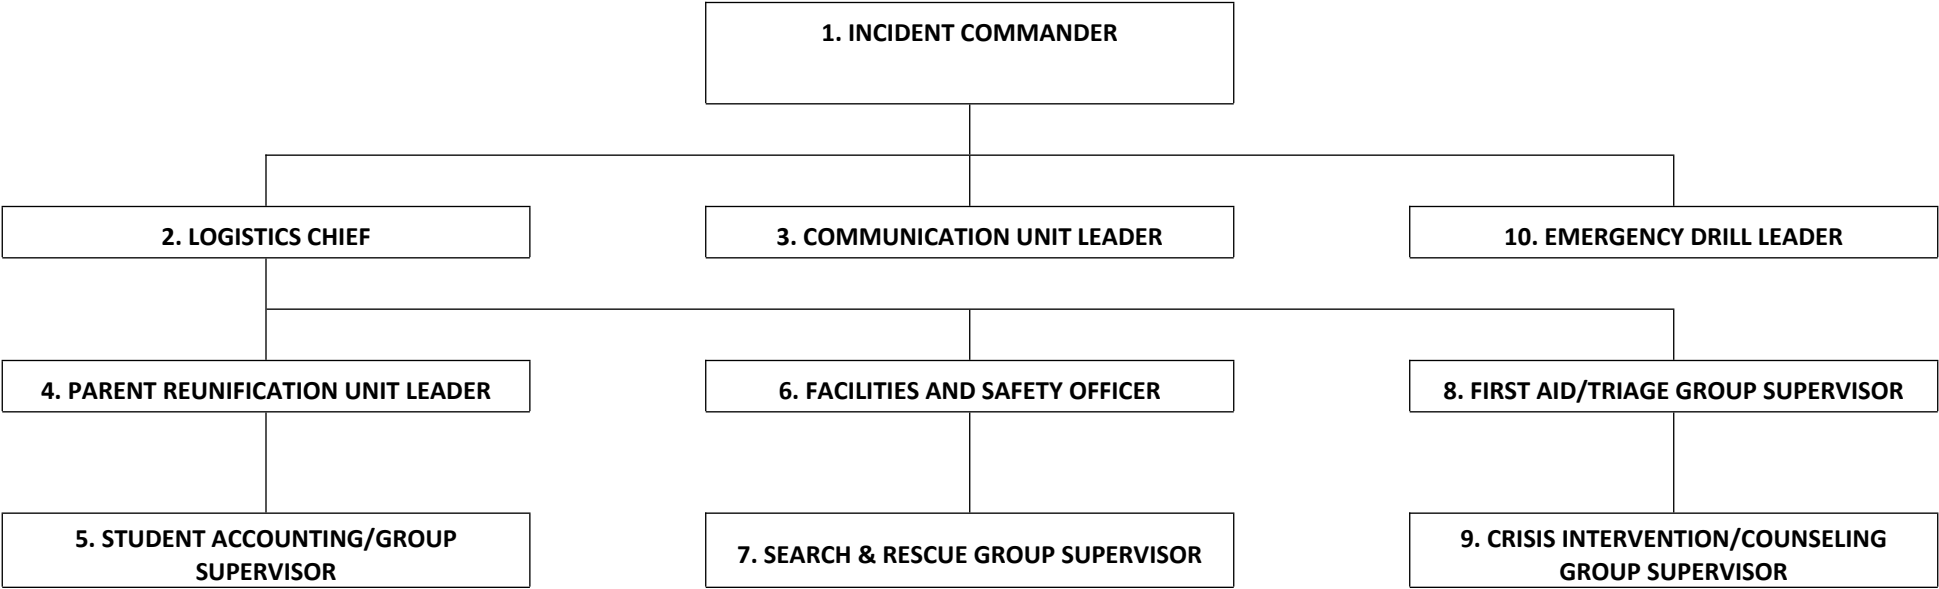 1. INCIDENT COMMANDER
2. LOGISTICS CHIEF
3. COMMUNICATION UNIT LEADER
10. EMERGENCY DRILL LEADER
4. PARENT REUNIFICATION UNIT LEADER
6. FACILITIES AND SAFETY OFFICER
8. FIRST AID/TRIAGE GROUP SUPERVISOR
5. STUDENT ACCOUNTING/GROUP
SUPERVISOR
7. SEARCH & RESCUE GROUP SUPERVISOR
9. CRISIS INTERVENTION/COUNSELING
GROUP SUPERVISOR